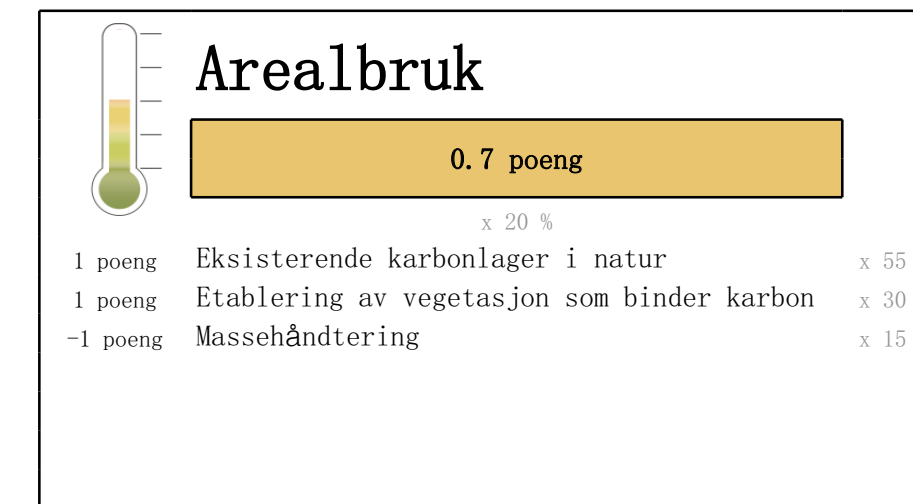 Arealbruk
0.7 poeng
x 20 %
1 poeng Eksisterende karbonlager i natur x 55
1 poeng Etablering av vegetasjon som binder karbon x 30
-1 poeng Massehåndtering x 15